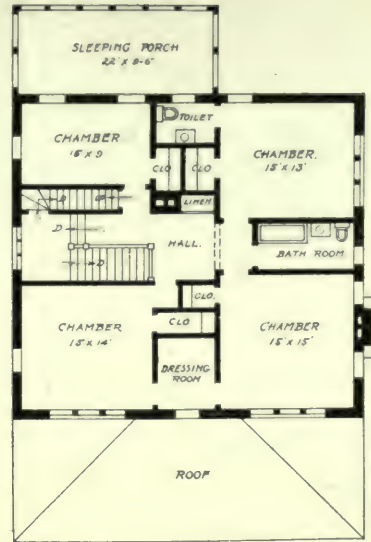 SLEEPING PORCH
22' X 9-6"
TOILET
CHAMBER
15 X 9
CLO
CLO
CHAMBER.
15' X 13'
LINEN
D
HALL.
BATH ROOM
D
CLO.
CLO
CHAMBER
15 X 14'
CHAMBER
15' X 15'
DRESSING
ROOM
ROOF